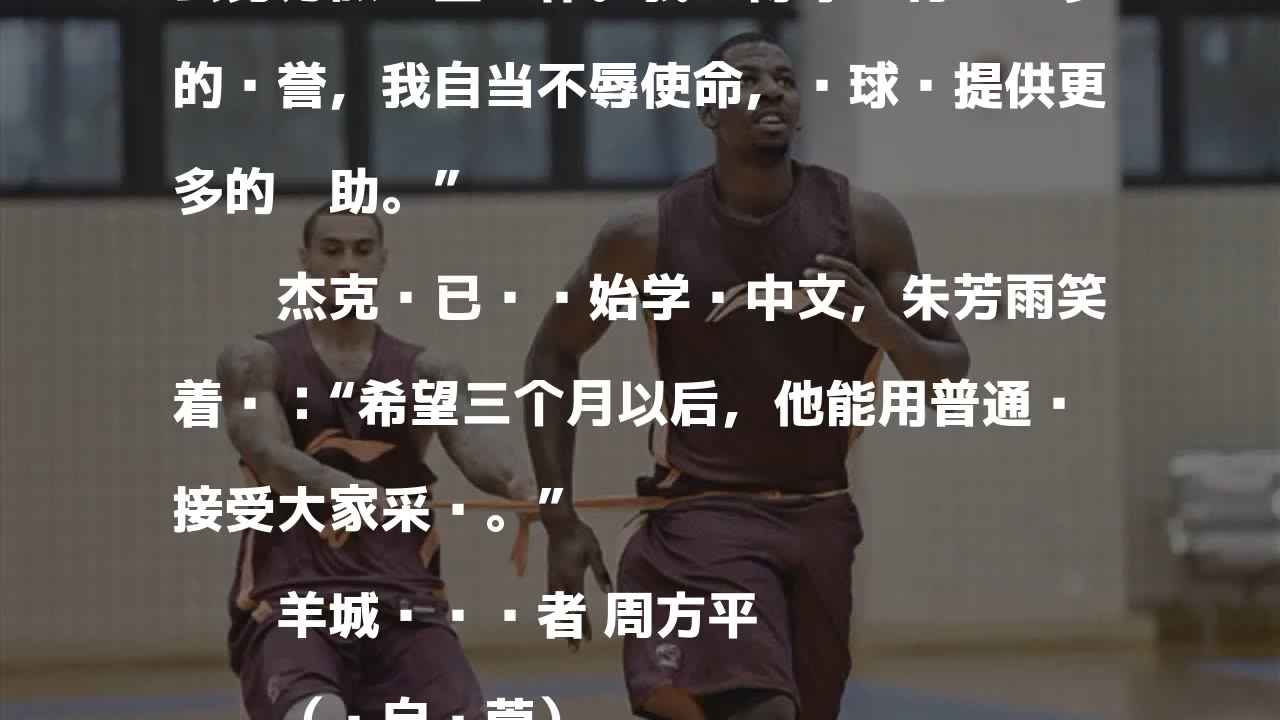 的·誉，我自当不辱使命，·球·提供更
多的　助。”
杰克·已··始学·中文，朱芳雨笑
着·：“希望三个月以后，他能用普通·
接受大家采·。”
羊城···者 周方平